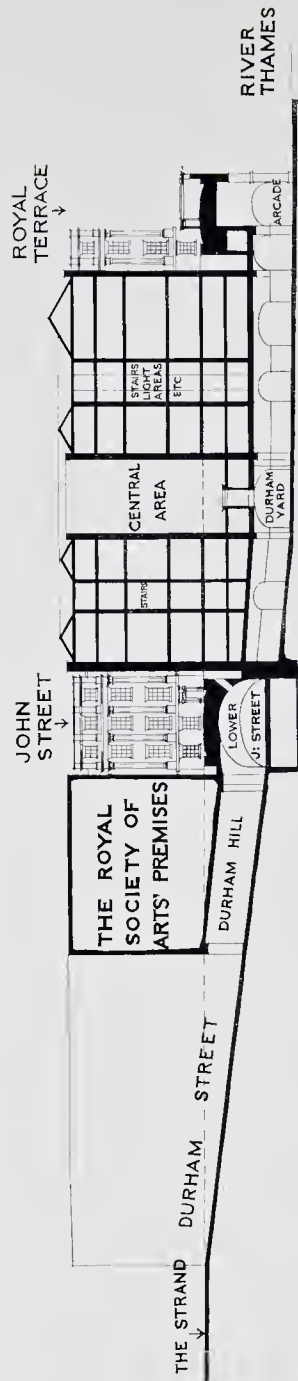 THE STRAND
DURHAM STREET
THE ROYAL
SOCIETY OF
ARTS' PREMISES
DURHAM HILL
JOHN
STREET
LOWER
J: STREET
STAIRS
CENTRAL
AREA
DURHAM
YARD
STAIRS
LIGHT
AREAS
ETC
ROYAL
TERRACE
ARCADE
RIVER
THAMES